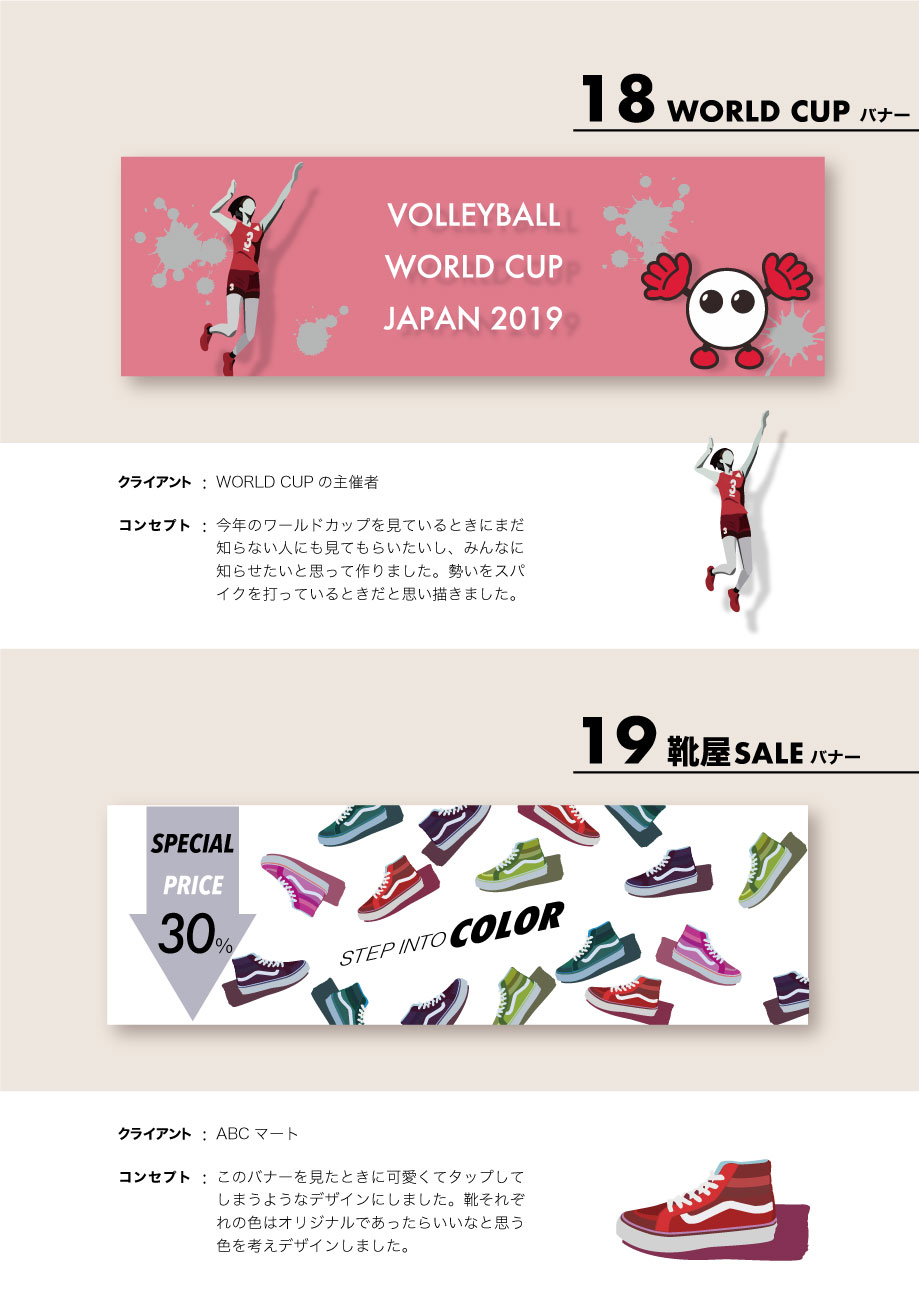 18 WORLD CUP バナー
VOLLEYBALL
WORLD CUP
JAPAN 2019
3
3
クライアント : WORLD CUP の主催者
コンセプト : 今年のワールドカップを見ているときにまだ
知らない人にも見てもらいたいし、みんなに
知らせたいと思って作りました。勢いをスパ
イクを打っているときだと思い描きました。
3
3
19 靴屋SALE バナー
SPECIAL
PRICE
30%
STEP INTO COLOR
クライアント : ABC マート
コンセプト : このバナーを見たときに可愛くてタップして
しまうようなデザインにしました。靴それぞ
れの色はオリジナルであったらいいなと思う
色を考えデザインしました。